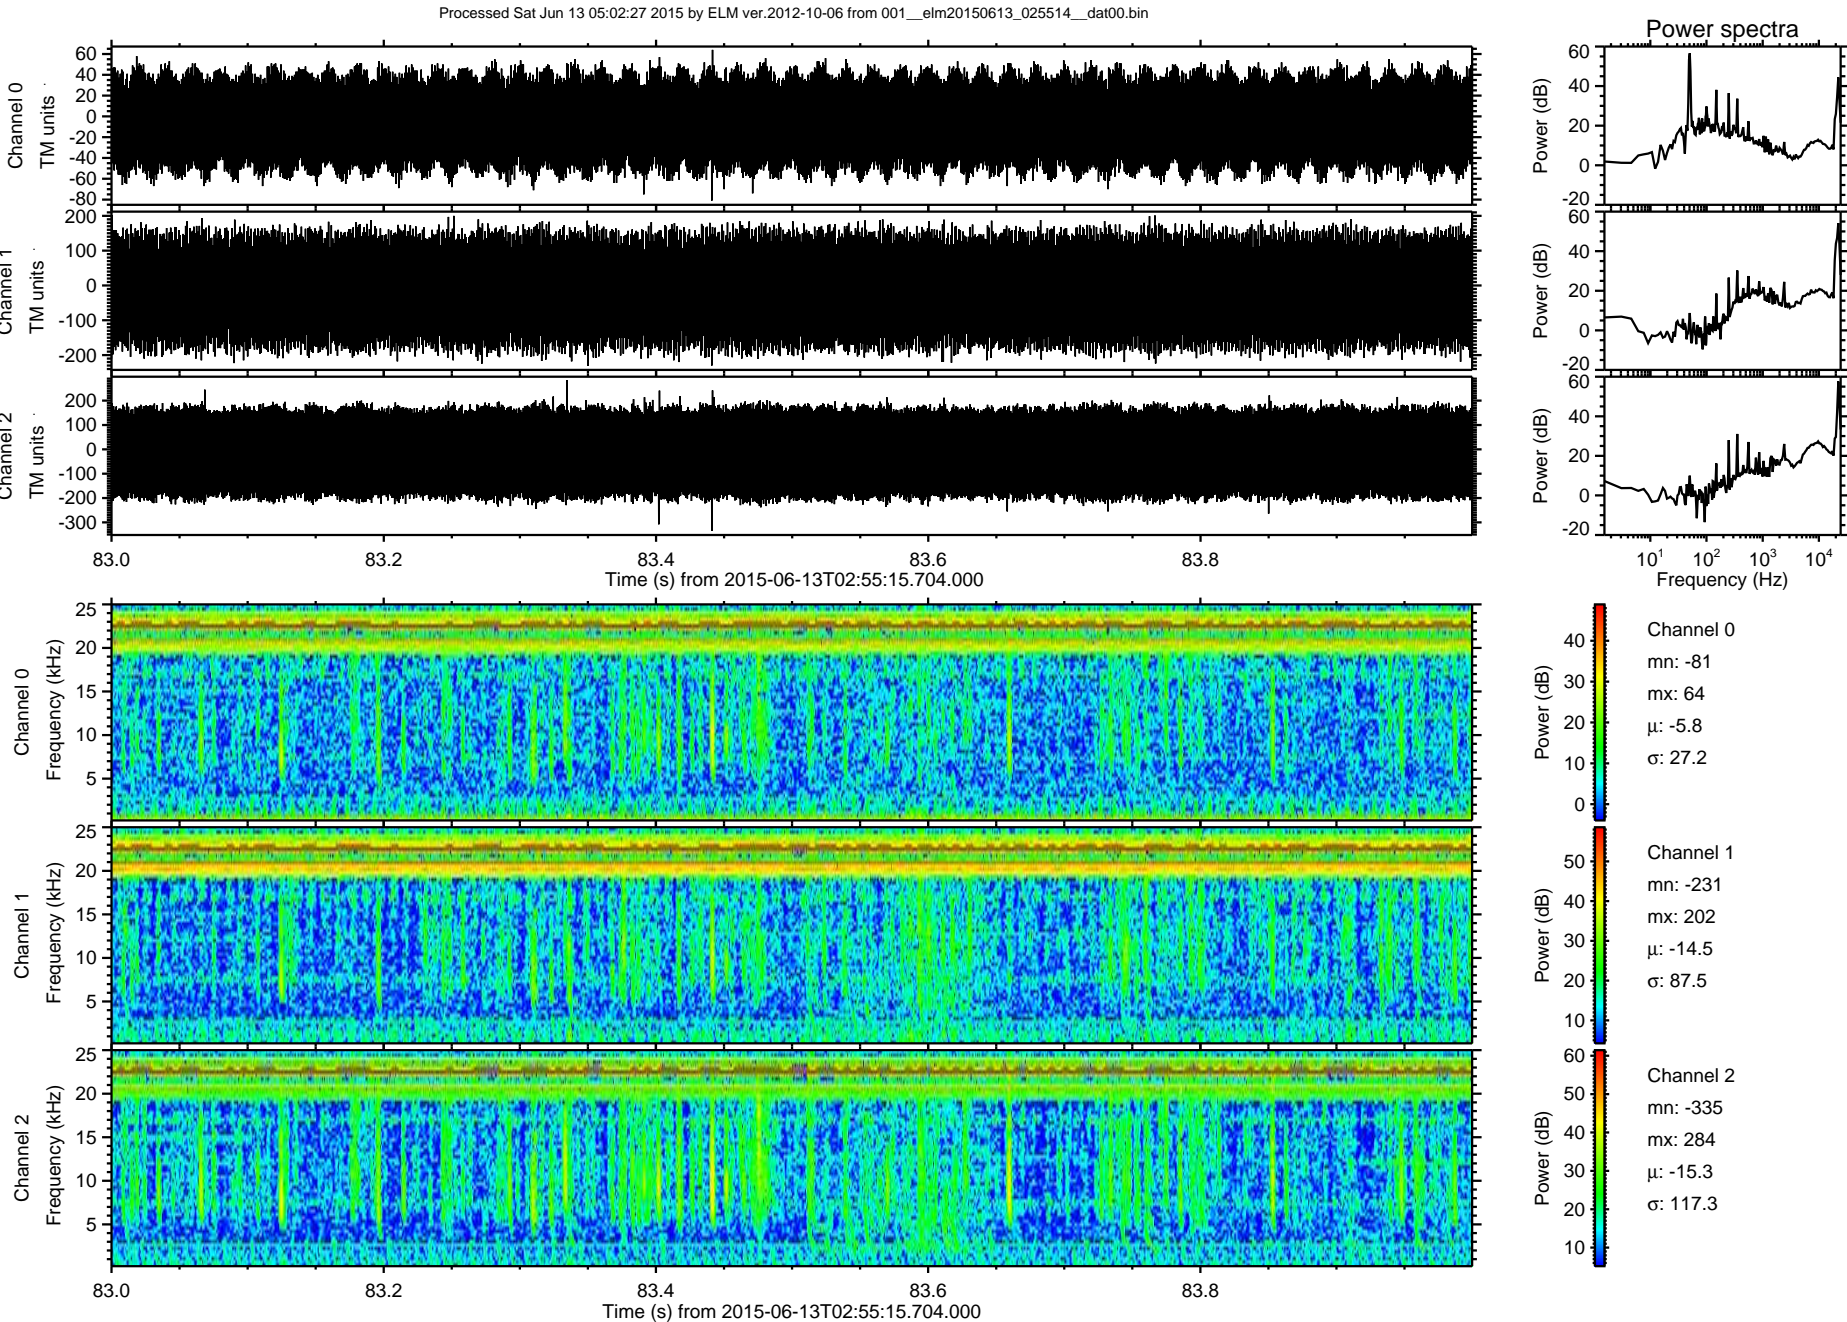 Processed Sat Jun 13 05:02:27 2015 by ELM ver.2012-10-06 from 001__elm20150613_025514__dat00.bin
Power spectra
Channel 0
TM units
60
40
20
0
-20
-40
-60
-80
Power (dB)
60
40
20
0
-20
Channel 1
TM units
200
100
0
-100
-200
Power (dB)
60
40
20
0
-20
Channel 2
TM units
200
100
0
-100
-200
-300
Power (dB)
60
40
20
0
-20
83.0 83.2 83.4 83.6 83.8
Time (s) from 2015-06-13T02:55:15.704.000
10^1 10^2 10^3 10^4
Frequency (Hz)
Channel 0
Frequency (kHz)
25
20
15
10
5
Power (dB)
40
30
20
10
0
Channel 0
mn: -81
mx: 64
μ: -5.8
σ: 27.2
Channel 1
Frequency (kHz)
25
20
15
10
5
Power (dB)
50
40
30
20
10
Channel 1
mn: -231
mx: 202
μ: -14.5
σ: 87.5
Channel 2
Frequency (kHz)
25
20
15
10
5
Power (dB)
60
50
40
30
20
10
Channel 2
mn: -335
mx: 284
μ: -15.3
σ: 117.3
83.0 83.2 83.4 83.6 83.8
Time (s) from 2015-06-13T02:55:15.704.000